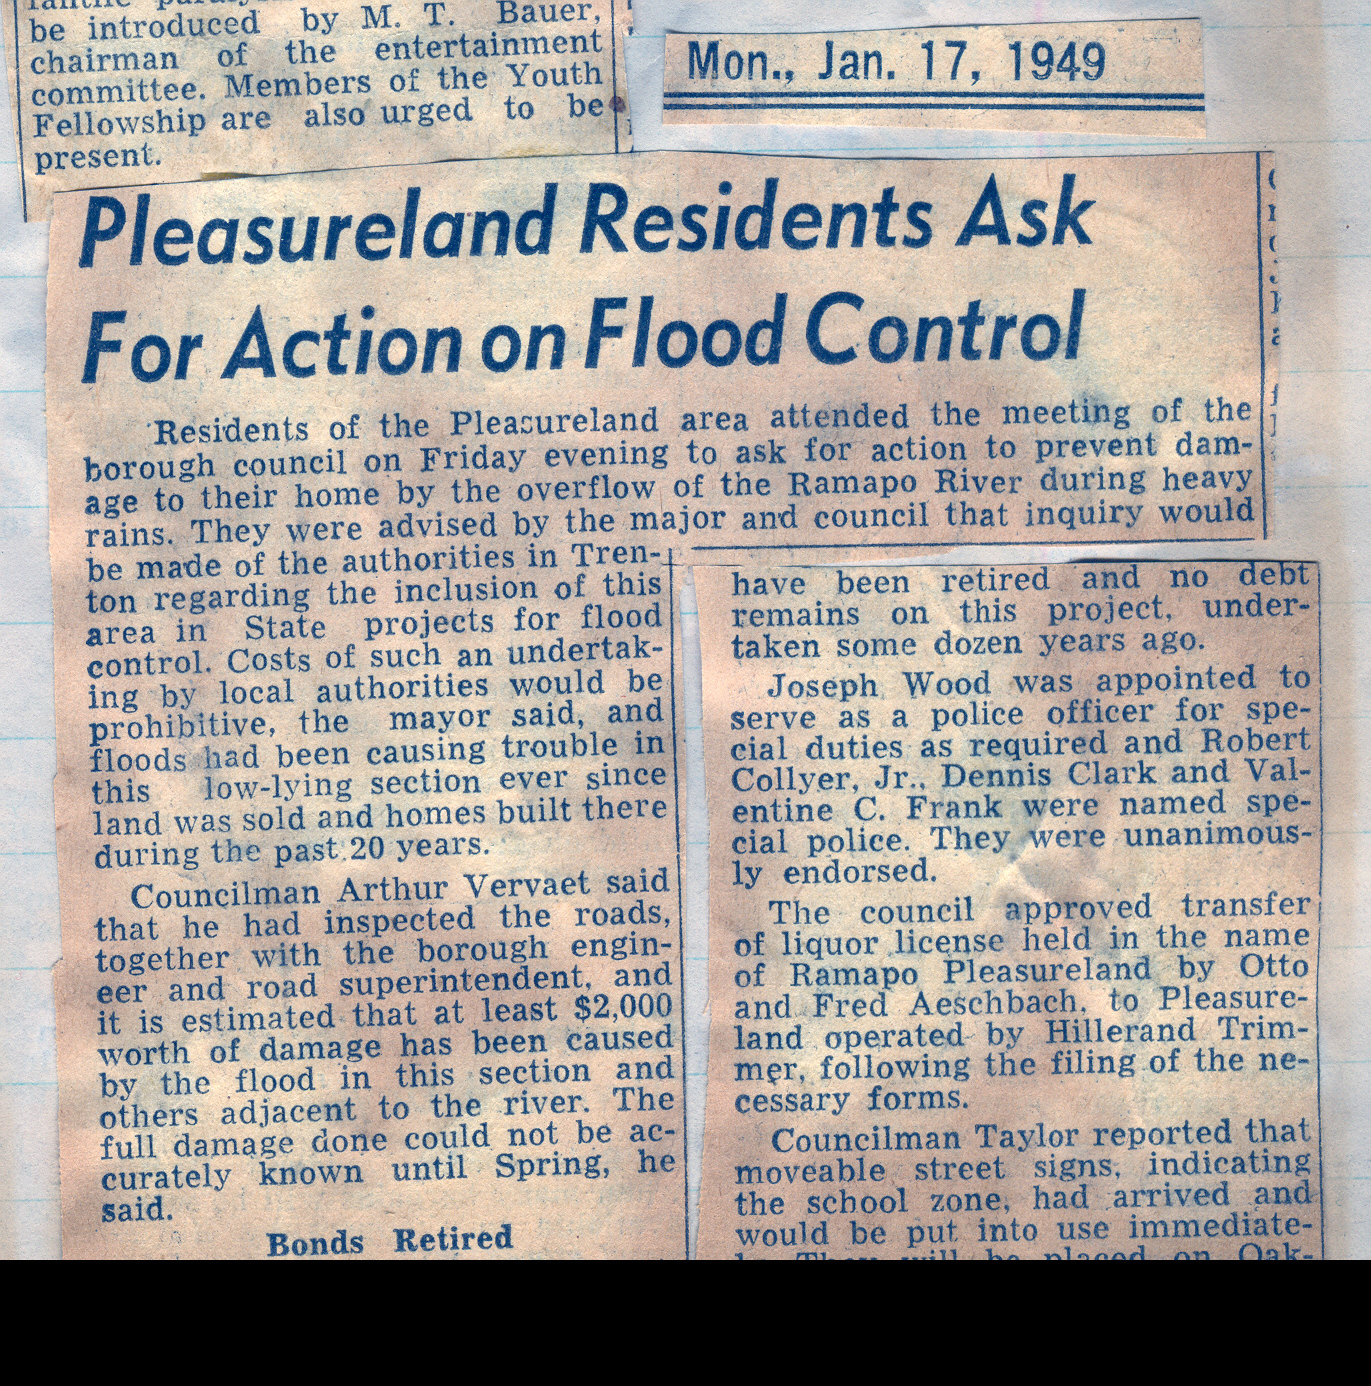 be introduced by M. T. Bauer,
chairman of the entertainment
committee. Members of the Youth
Fellowship are also urged to be
present.
Mon., Jan. 17, 1949
Pleasureland Residents Ask
For Action on Flood Control
Residents of the Pleasureland area attended the meeting of the
borough council on Friday evening to ask for action to prevent dam-
age to their home by the overflow of the Ramapo River during heavy
rains. They were advised by the major and council that inquiry would
be made of the authorities in Tren-
ton regarding the inclusion of this
area in State projects for flood
control. Costs of such an undertak-
ing by local authorities would be
prohibitive, the mayor said, and
floods had been causing trouble in
this low-lying section ever since
land was sold and homes built there
during the past 20 years.
Councilman Arthur Vervaet said
that he had inspected the roads,
together with the borough engin-
eer and road superintendent, and
it is estimated that at least $2,000
worth of damage has been caused
by the flood in this section and
others adjacent to the river. The
full damage done could not be ac-
curately known until Spring, he
said.
Bonds Retired
have been retired and no debt
remains on this project, under-
taken some dozen years ago.
Joseph Wood was appointed to
serve as a police officer for spe-
cial duties as required and Robert
Collyer, Jr., Dennis Clark and Val-
entine C. Frank were named spe-
cial police. They were unanimous-
ly endorsed.
The council approved transfer
of liquor license held in the name
of Ramapo Pleasureland by Otto
and Fred Aeschbach, to Pleasure-
land operated by Hillerand Trim-
mer, following the filing of the ne-
cessary forms.
Councilman Taylor reported that
moveable street signs, indicating
the school zone, had arrived and
would be put into use immediate-
They will be placed on Oak-